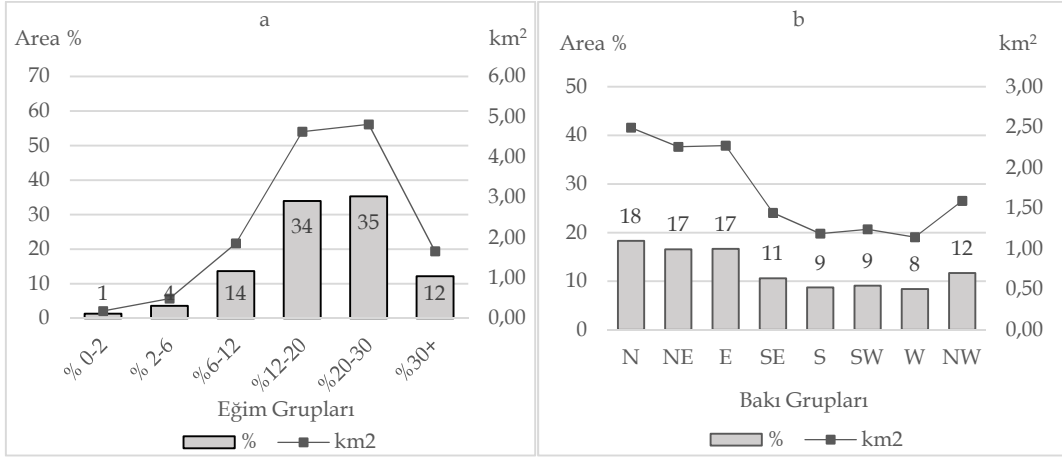 a
Area %
km²
70
60
50
40
30
20
10
0
6,00
5,00
4,00
3,00
2,00
1,00
0,00
1
4
14
34
35
12
% 0-2
% 2-6
%6-12
%12-20
%20-30
%30+
Eğim Grupları
%
km2
b
Area %
km²
50
40
30
20
10
0
3,00
2,50
2,00
1,50
1,00
0,50
0,00
18
17
17
11
9
9
8
12
N
NE
E
SE
S
SW
W
NW
Bakı Grupları
%
km2